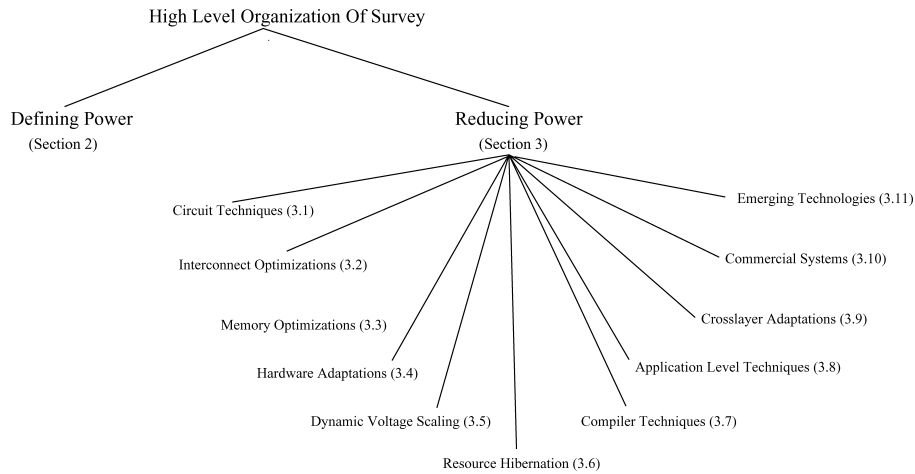 High Level Organization Of Survey
Defining Power
(Section 2)
Reducing Power
(Section 3)
Circuit Techniques (3.1)
Interconnect Optimizations (3.2)
Memory Optimizations (3.3)
Hardware Adaptations (3.4)
Dynamic Voltage Scaling (3.5)
Resource Hibernation (3.6)
Compiler Techniques (3.7)
Application Level Techniques (3.8)
Crosslayer Adaptations (3.9)
Commercial Systems (3.10)
Emerging Technologies (3.11)